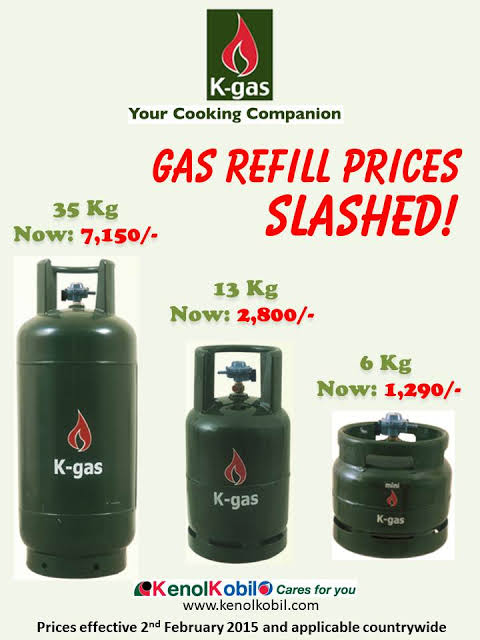 K-gas
Your Cooking Companion
GAS REFILL PRICES
SLASHED!
35 Kg
Now: 7,150/-
13 Kg
Now: 2,800/-
6 Kg
Now: 1,290/-
K-gas
K-gas
mini
K-gas
KenolKobil Cares for you
www.kenolkobil.com
Prices effective 2nd February 2015 and applicable countrywide